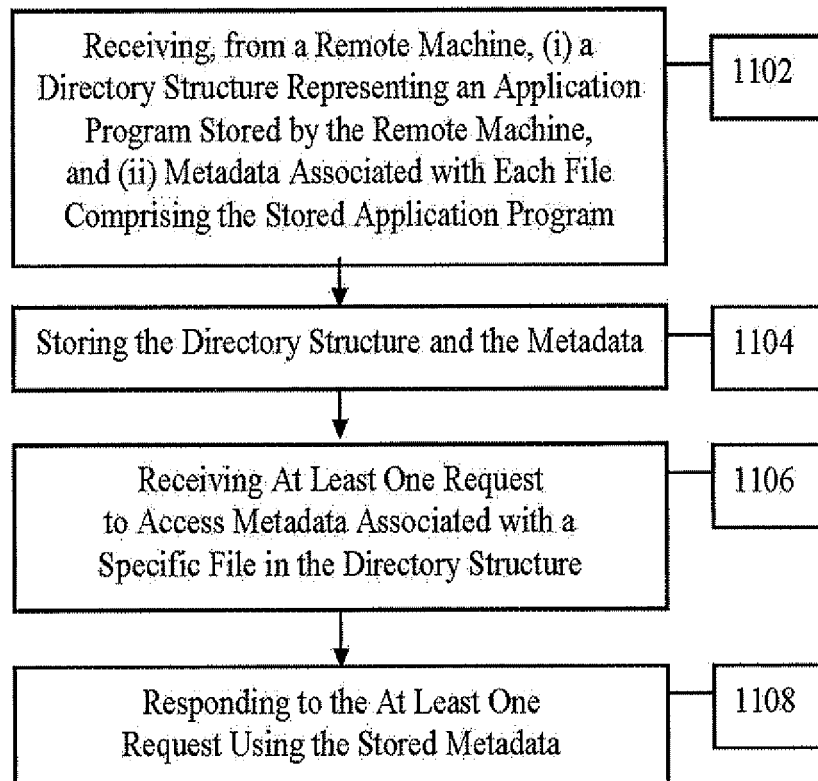 Receiving, from a Remote Machine, (i) a
Directory Structure Representing an Application
Program Stored by the Remote Machine,
and (ii) Metadata Associated with Each File
Comprising the Stored Application Program
1102
Storing the Directory Structure and the Metadata
1104
Receiving At Least One Request
to Access Metadata Associated with a
Specific File in the Directory Structure
1106
Responding to the At Least One
Request Using the Stored Metadata
1108